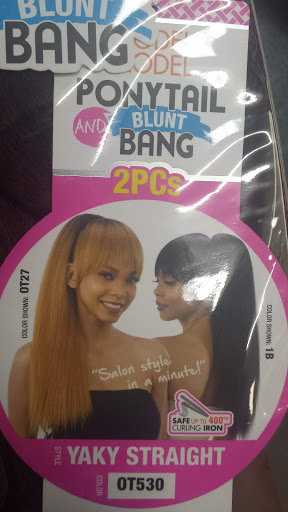 BLUNT
BANG
MODEL
PONYTAIL
AND BLUNT
BANG
2PCs
COLOR SHOWN: OT27
COLOR SHOWN: 1B
"Salon style
in a minute!"
SAFE UP TO 400°F
CURLING IRON
STYLE YAKY STRAIGHT
COLOR OT530